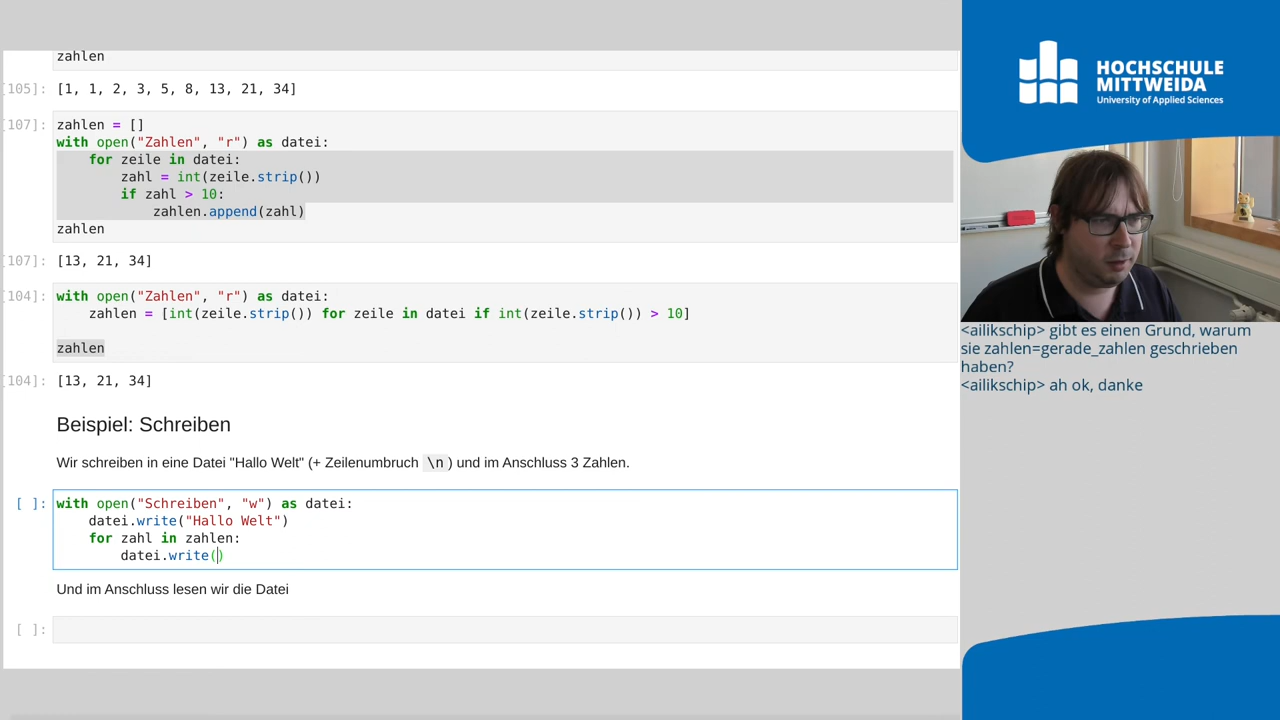 zahlen
[105]: [1, 1, 2, 3, 5, 8, 13, 21, 34]
[107]: zahlen = []
with open("Zahlen", "r") as datei:
    for zeile in datei:
        zahl = int(zeile.strip())
        if zahl > 10:
            zahlen.append(zahl)
zahlen
[107]: [13, 21, 34]
[104]: with open("Zahlen", "r") as datei:
    zahlen = [int(zeile.strip()) for zeile in datei if int(zeile.strip()) > 10]
zahlen
[104]: [13, 21, 34]
Beispiel: Schreiben
Wir schreiben in eine Datei "Hallo Welt" (+ Zeilenumbruch \n ) und im Anschluss 3 Zahlen.
[ ]: with open("Schreiben", "w") as datei:
    datei.write("Hallo Welt")
    for zahl in zahlen:
        datei.write()
Und im Anschluss lesen wir die Datei
[ ]:
HOCHSCHULE
MITTWEIDA
University of Applied Sciences
<ailikschip> gibt es einen Grund, warum
sie zahlen=gerade_zahlen geschrieben
haben?
<ailikschip> ah ok, danke